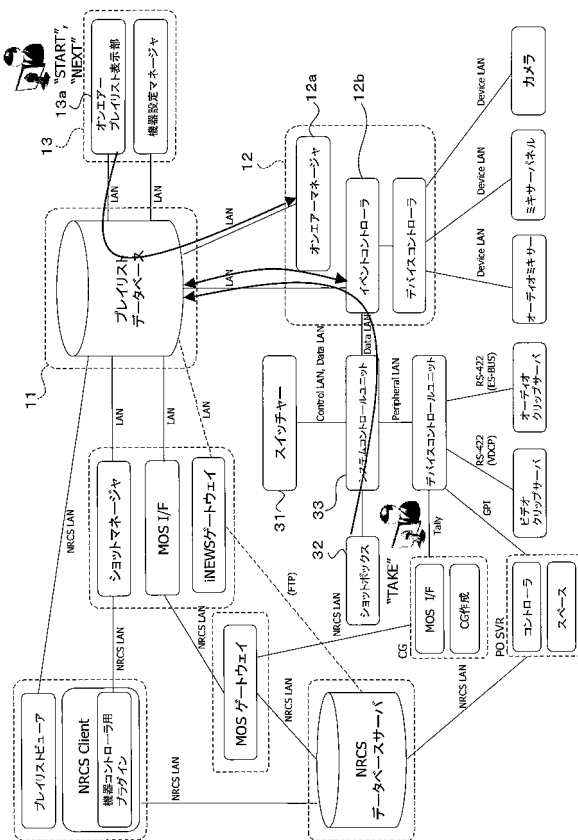 プレイリストビューア
NRCS Client
機器コントローラ用
プラグイン
NRCS LAN
NRCS LAN
NRCS LAN
ショットマネージャ
MOS I/F
iNEWSゲートウェイ
LAN
LAN
LAN
11
プレイリスト
データベース
LAN
LAN
LAN
LAN
13
13a
"START",
"NEXT"
オンエアー
プレイリスト表示部
機器設定マネージャ
12
12a
12b
オンエアーマネージャ
イベントコントローラ
デバイスコントローラ
Device LAN
Device LAN
Device LAN
カメラ
ミキサーパネル
オーディオミキサー
31
スイッチャー
Control LAN, Data LAN
Data LAN
33
システムコントロールユニット
Peripheral LAN
デバイスコントロールユニット
RS-422
(ES-BUS)
RS-422
(VDCP)
オーディオ
クリップサーバ
ビデオ
クリップサーバ
GPI
Tally
32
ショットボックス
"TAKE"
NRCS LAN
(FTP)
NRCS LAN
MOS ゲートウェイ
NRCS LAN
NRCS LAN
CG
MOS I/F
CG作成
PO SVR
コントローラ
スペース
NRCS LAN
NRCS
データベースサーバ